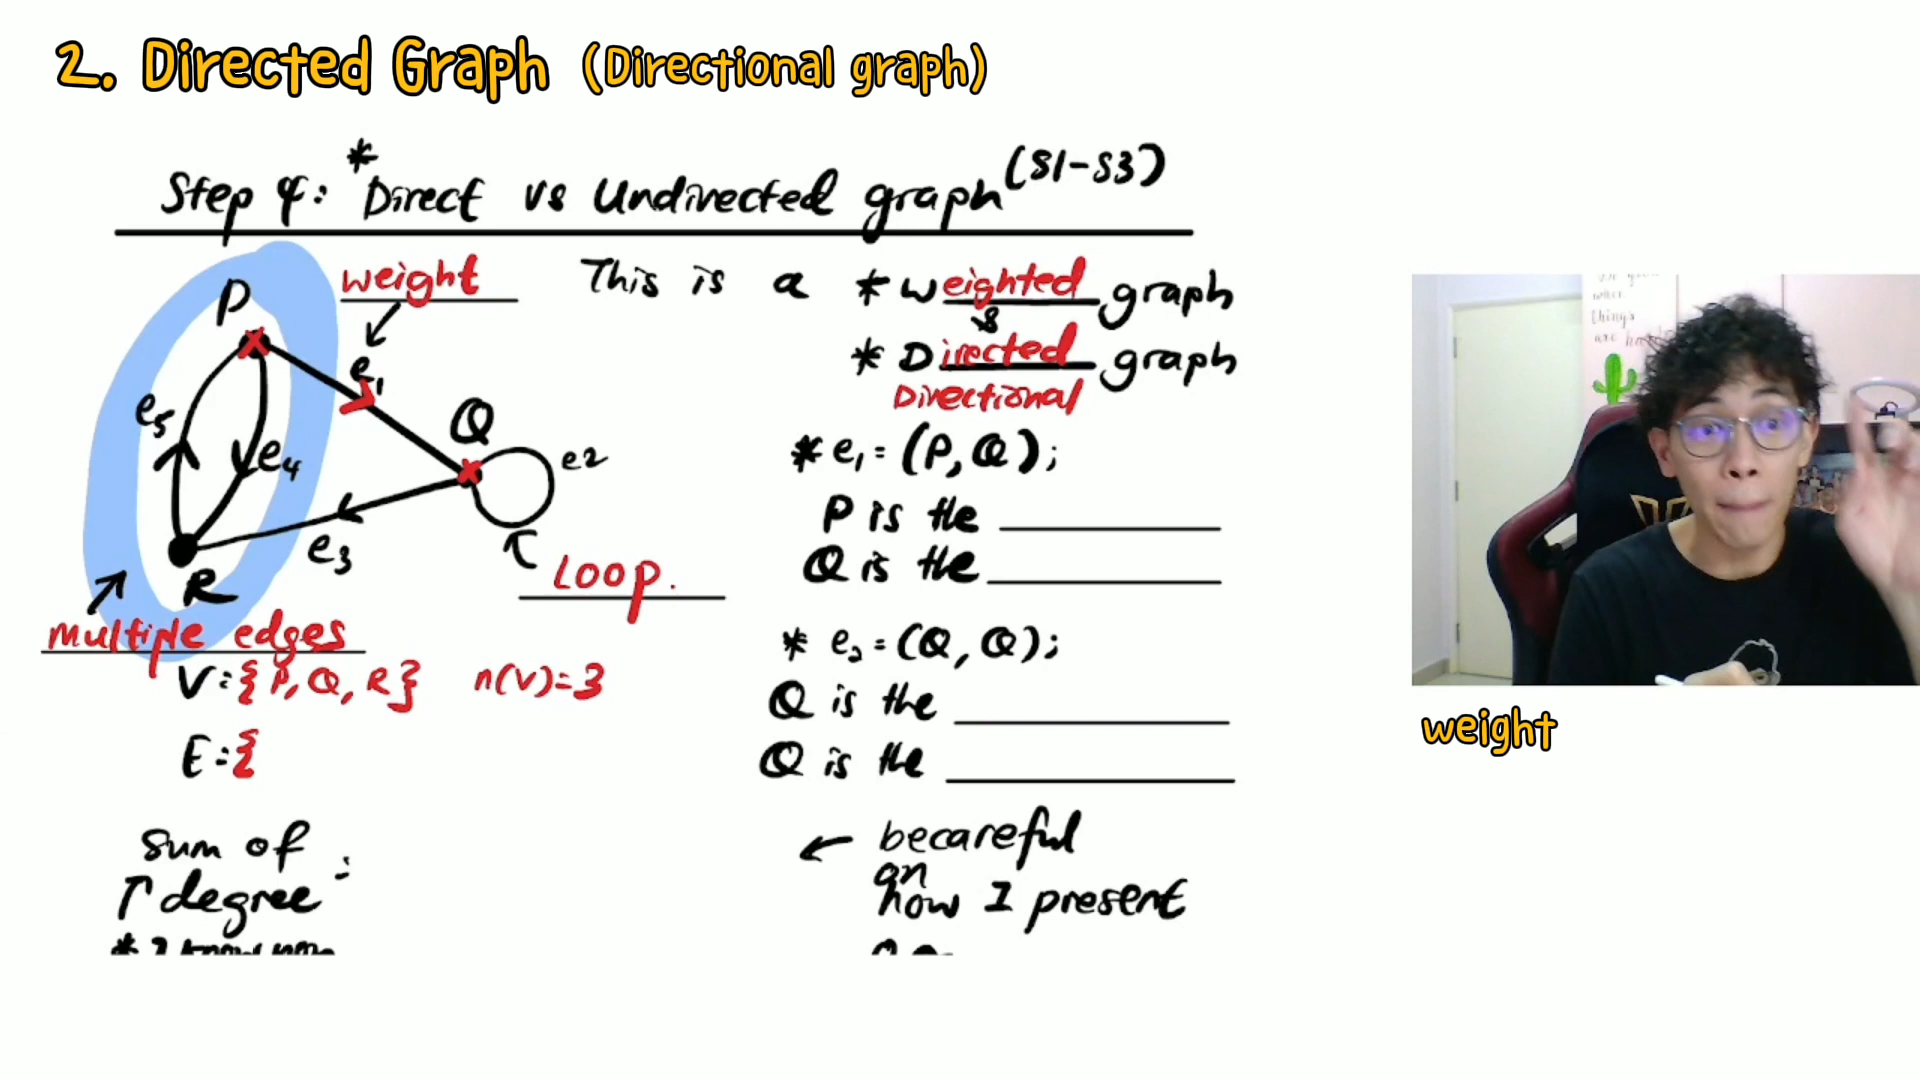 2. Directed Graph (Directional graph)
Step 4: *Direct vs Undirected graph (S1-S3)
weight
P
e1
Q
e2
e5
e4
e3
R
Loop.
multiple edges
V={P, Q, R} n(V)=3
E={
sum of
degree =
This is a * Weighted graph
&
* Directed graph
Directional
* e1 = (P, Q);
P is the
Q is the
* e2 = (Q, Q);
Q is the
Q is the
← becareful
on
how I present
things
weight